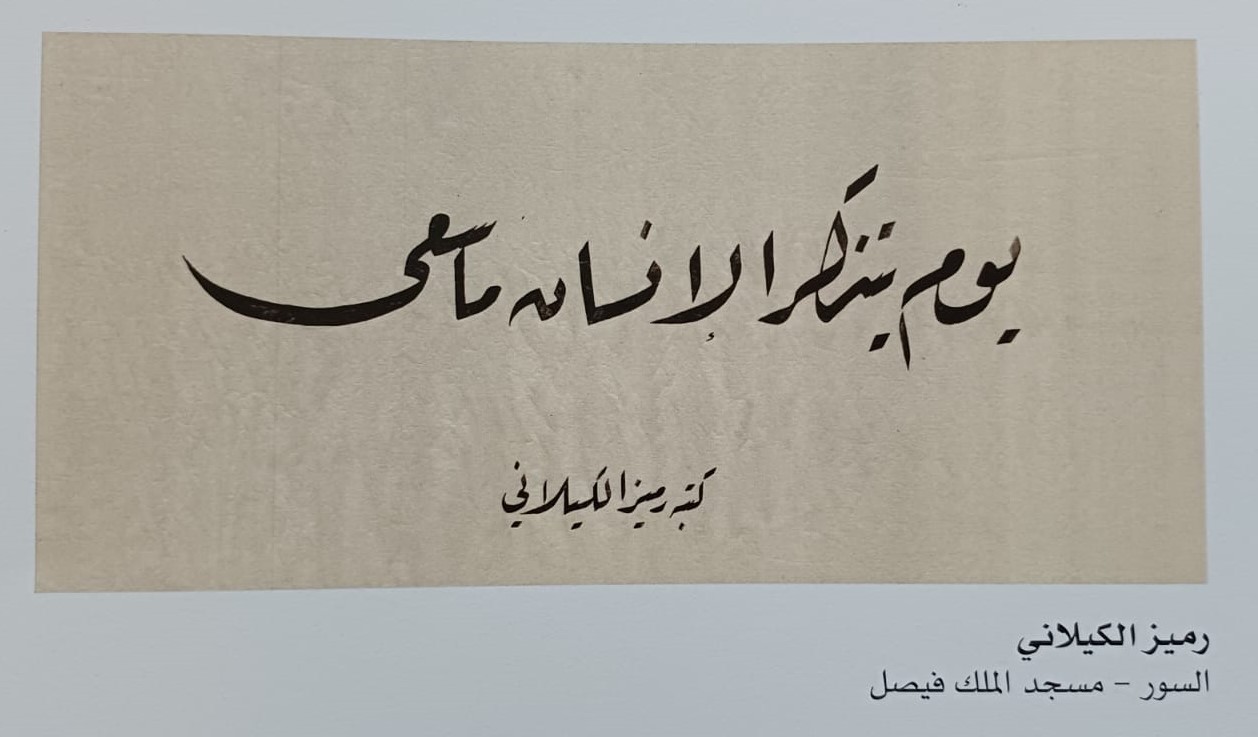 يوم يتذكر الإنسان ما سعى
كتبه رميز الكيلاني
رميز الكيلاني
السور – مسجد الملك فيصل